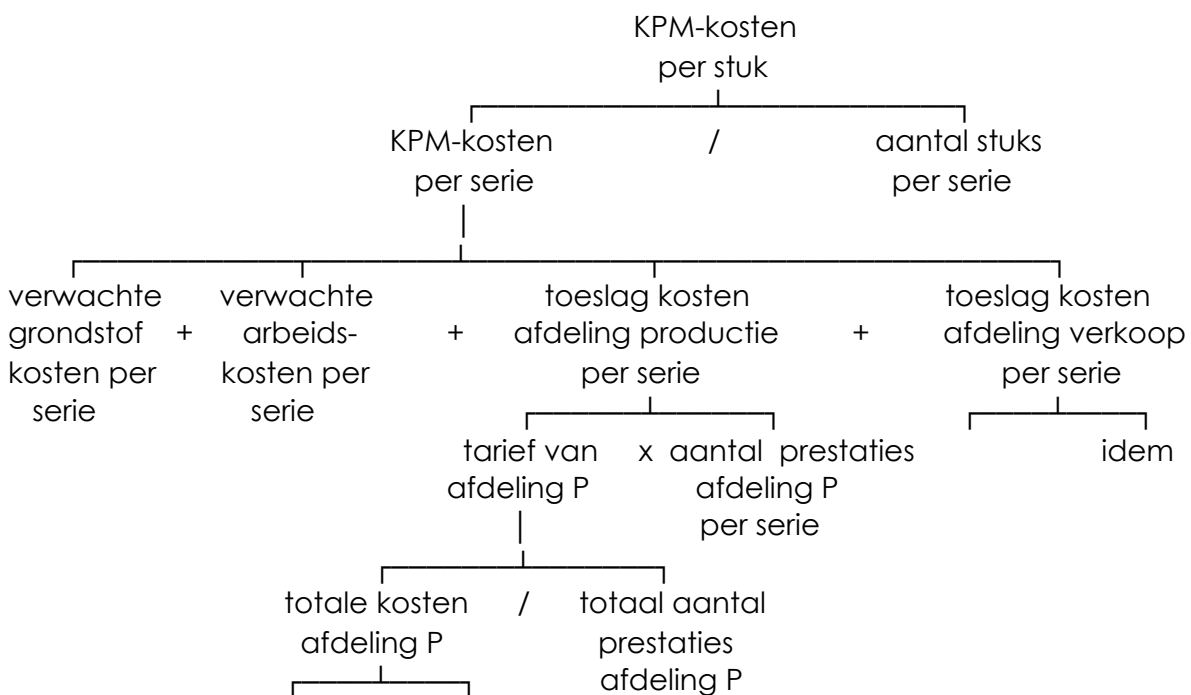 KPM-kosten
per stuk
KPM-kosten / aantal stuks
per serie per serie
verwachte verwachte toeslag kosten toeslag kosten
grondstof + arbeids- + afdeling productie + afdeling verkoop
kosten per kosten per per serie per serie
serie serie
tarief van x aantal prestaties idem
afdeling P afdeling P
per serie
totale kosten / totaal aantal
afdeling P prestaties
afdeling P